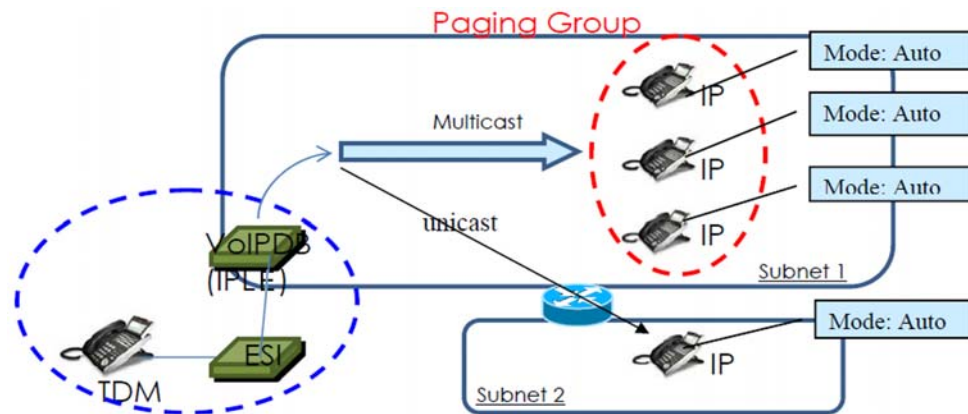 Paging Group
Mode: Auto
IP
Multicast
Mode: Auto
IP
Mode: Auto
unicast
IP
VoIPDB
(IPLE)
Subnet 1
Mode: Auto
ESI
IP
TDM
Subnet 2